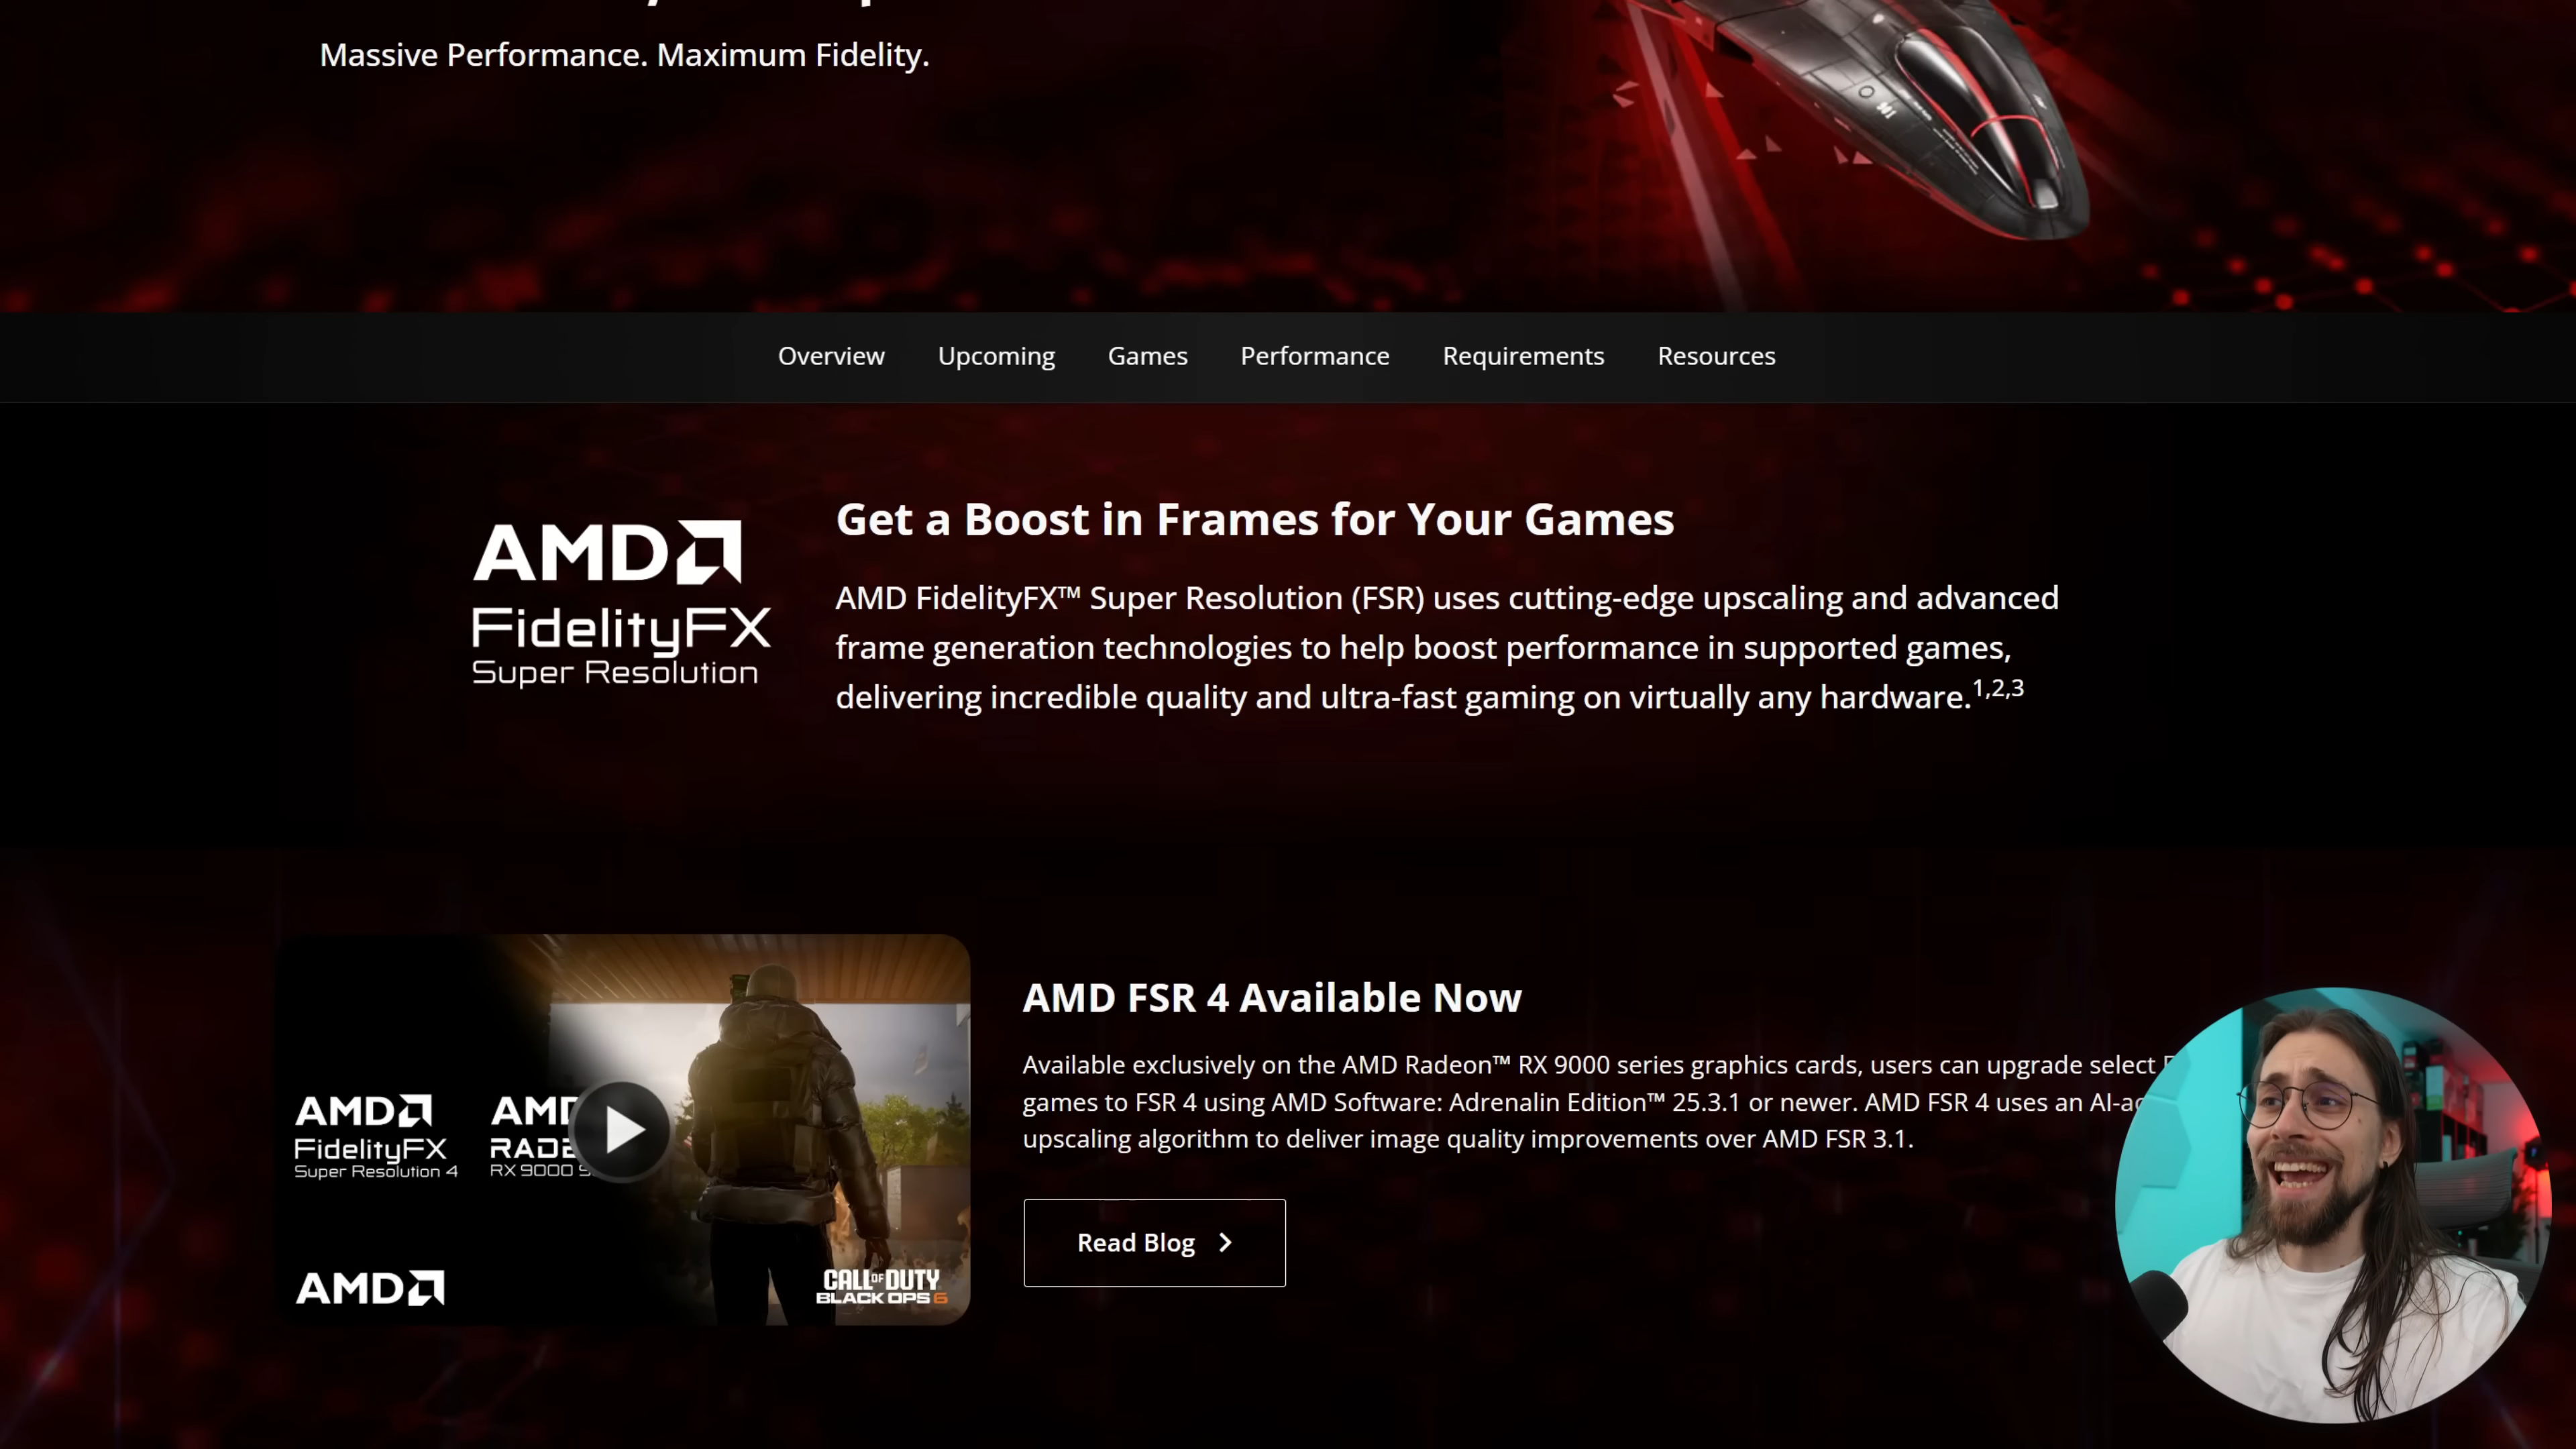 Massive Performance. Maximum Fidelity.
Overview Upcoming Games Performance Requirements Resources
AMD
FidelityFX
Super Resolution
Get a Boost in Frames for Your Games
AMD FidelityFX™ Super Resolution (FSR) uses cutting-edge upscaling and advanced
frame generation technologies to help boost performance in supported games,
delivering incredible quality and ultra-fast gaming on virtually any hardware.1,2,3
AMD
FidelityFX
Super Resolution 4
RX 9000
AMD
CALL OF DUTY
BLACK OPS 6
AMD FSR 4 Available Now
Available exclusively on the AMD Radeon™ RX 9000 series graphics cards, users can upgrade select
games to FSR 4 using AMD Software: Adrenalin Edition™ 25.3.1 or newer. AMD FSR 4 uses an
upscaling algorithm to deliver image quality improvements over AMD FSR 3.1.
Read Blog